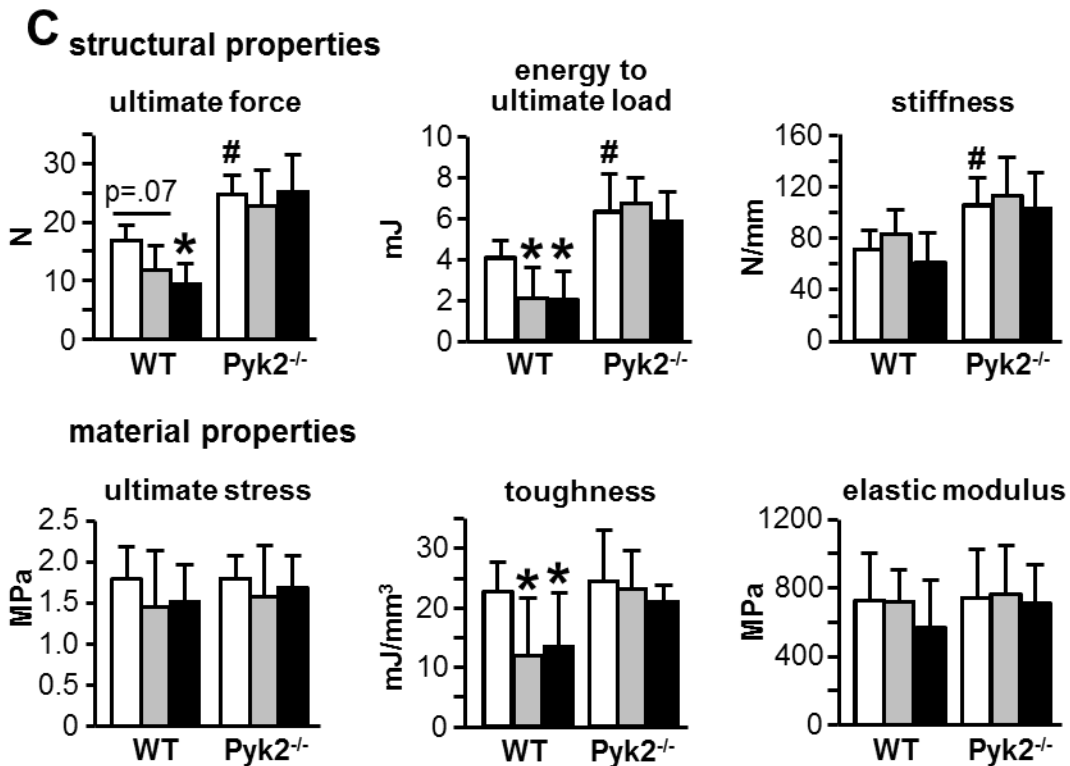 C structural properties
ultimate force
N
30
20
10
0
p=.07
*
#
WT Pyk2-/-
energy to
ultimate load
mJ
10
8
6
4
2
0
* *
#
WT Pyk2-/-
stiffness
N/mm
160
120
80
40
0
#
WT Pyk2-/-
material properties
ultimate stress
MPa
2.5
2.0
1.5
1.0
0.5
0
WT Pyk2-/-
toughness
mJ/mm³
30
20
10
0
* *
WT Pyk2-/-
elastic modulus
MPa
1200
800
400
0
WT Pyk2-/-